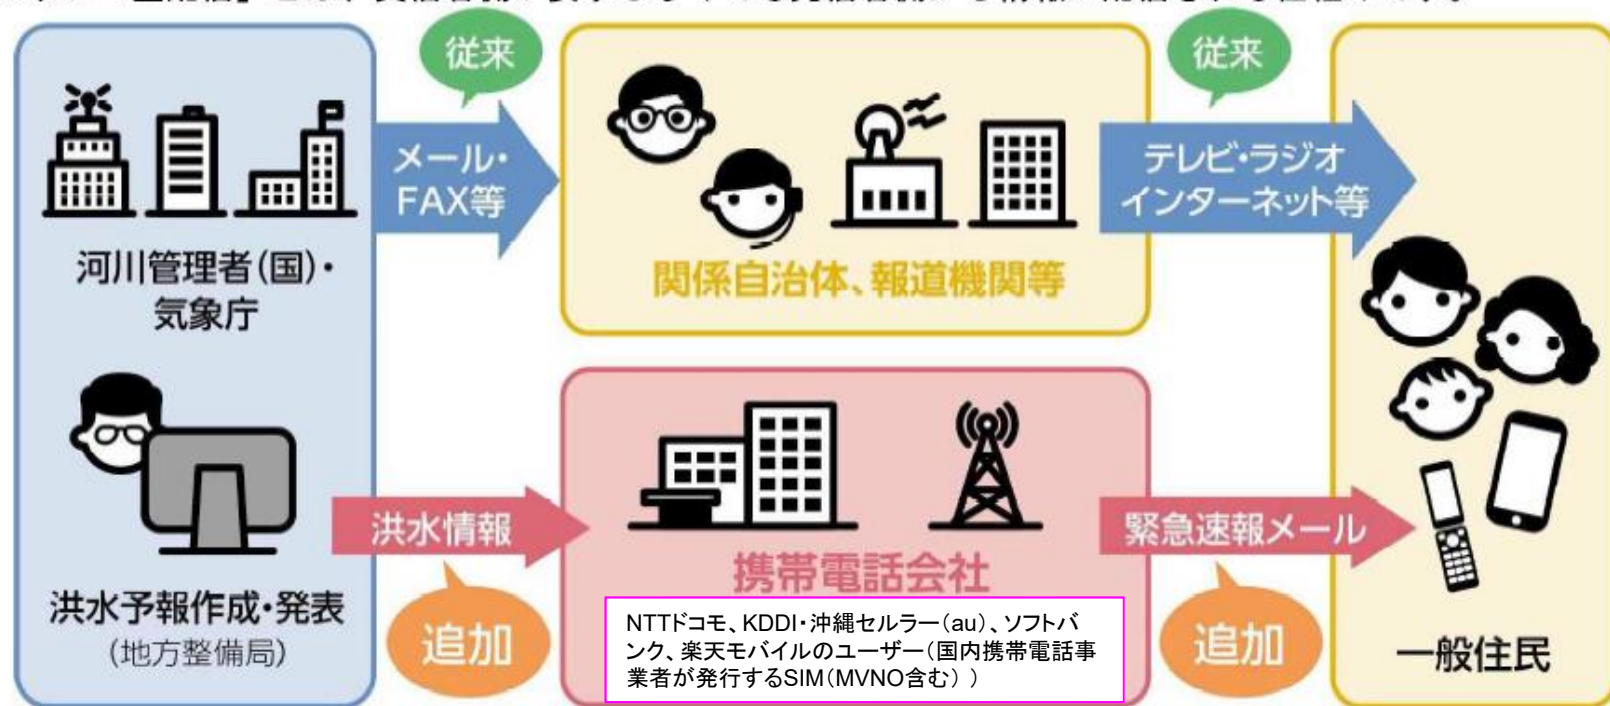 従来
従来
メール・
FAX等
テレビ・ラジオ
インターネット等
河川管理者(国)・
気象庁
関係自治体、報道機関等
洪水予報作成・発表
(地方整備局)
洪水情報
追加
携帯電話会社
NTTドコモ、KDDI・沖縄セルラー(au)、ソフトバ
ンク、楽天モバイルのユーザー(国内携帯電話事
業者が発行するSIM(MVNO含む) )
緊急速報メール
追加
一般住民